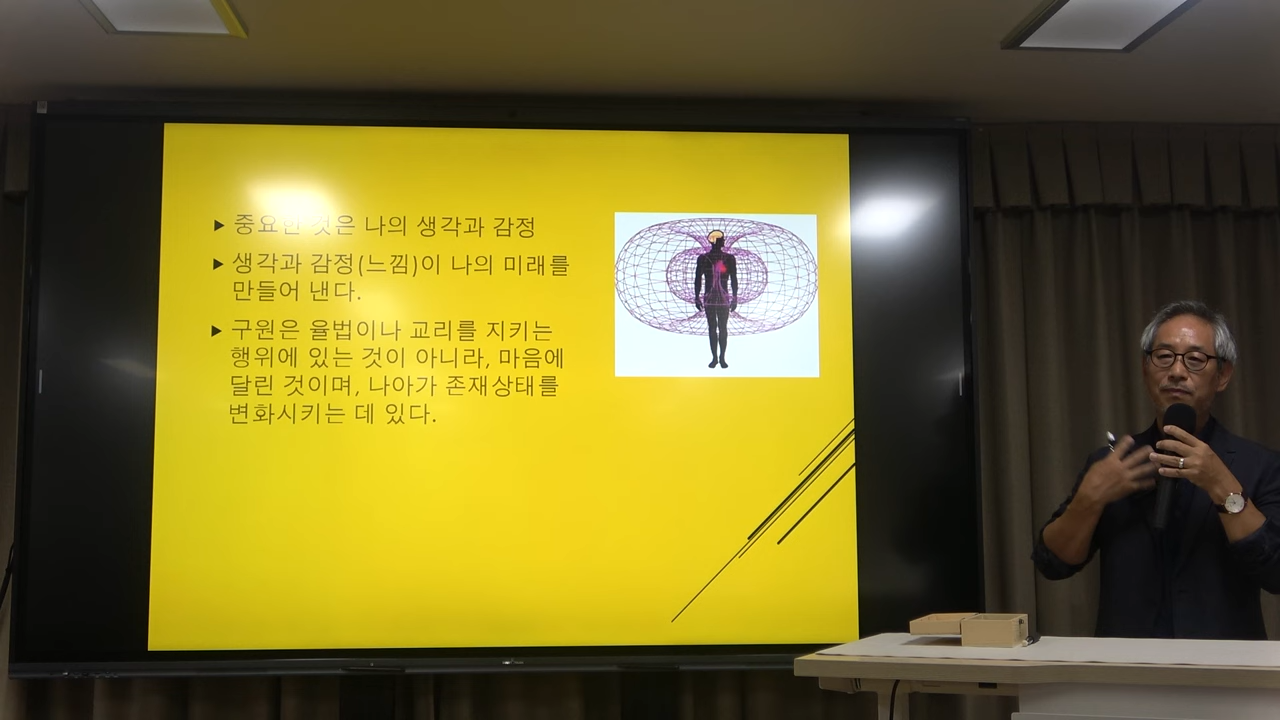 ▶ 중요한 것은 나의 생각과 감정
▶ 생각과 감정(느낌)이 나의 미래를
만들어 낸다.
▶ 구원은 율법이나 교리를 지키는
행위에 있는 것이 아니라, 마음에
달린 것이며, 나아가 존재상태를
변화시키는 데 있다.